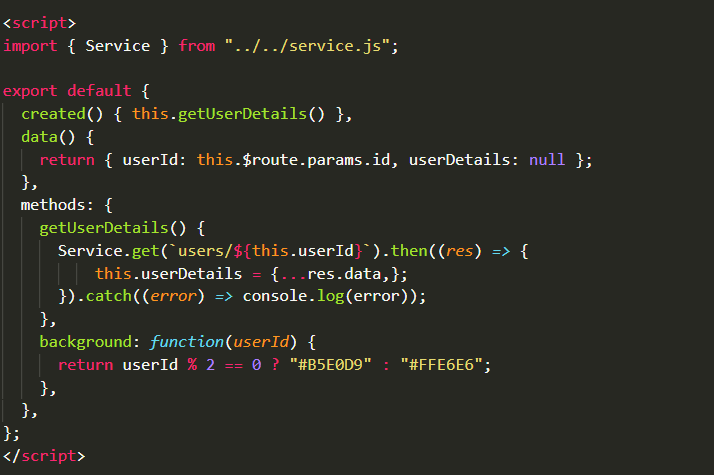 <script>
import { Service } from "../../service.js";
export default {
created() { this.getUserDetails() },
data() {
return { userId: this.$route.params.id, userDetails: null };
},
methods: {
getUserDetails() {
Service.get(`users/${this.userId}`).then((res) => {
this.userDetails = {...res.data,};
}).catch((error) => console.log(error));
},
background: function(userId) {
return userId % 2 == 0 ? "#B5E0D9" : "#FFE6E6";
},
},
};
</script>